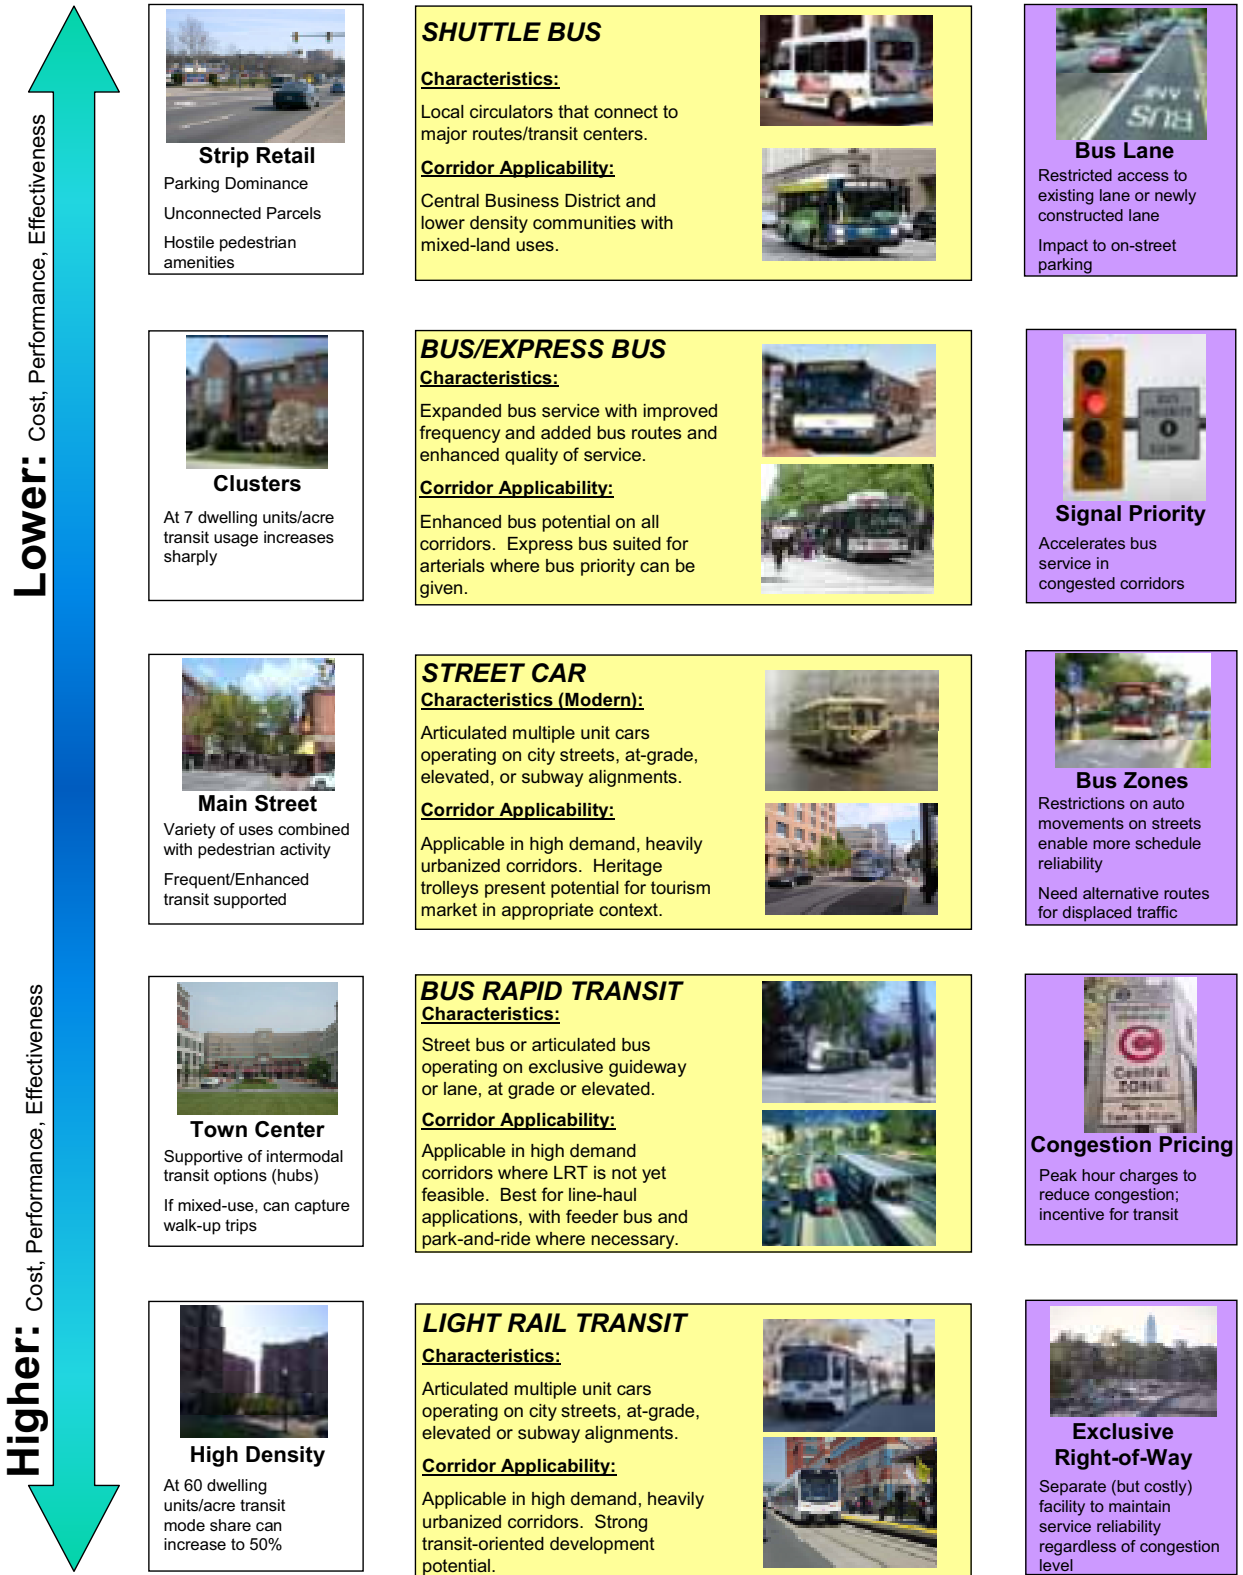 Lower: Cost, Performance, Effectiveness
Higher: Cost, Performance, Effectiveness
Strip Retail
Parking Dominance
Unconnected Parcels
Hostile pedestrian
amenities
SHUTTLE BUS
Characteristics:
Local circulators that connect to
major routes/transit centers.
Corridor Applicability:
Central Business District and
lower density communities with
mixed-land uses.
BUS
Bus Lane
Restricted access to
existing lane or newly
constructed lane
Impact to on-street
parking
Clusters
At 7 dwelling units/acre
transit usage increases
sharply
BUS/EXPRESS BUS
Characteristics:
Expanded bus service with improved
frequency and added bus routes and
enhanced quality of service.
Corridor Applicability:
Enhanced bus potential on all
corridors.  Express bus suited for
arterials where bus priority can be
given.
BUS
PRIORITY
Signal Priority
Accelerates bus
service in
congested corridors
Main Street
Variety of uses combined
with pedestrian activity
Frequent/Enhanced
transit supported
STREET CAR
Characteristics (Modern):
Articulated multiple unit cars
operating on city streets, at-grade,
elevated, or subway alignments.
Corridor Applicability:
Applicable in high demand, heavily
urbanized corridors.  Heritage
trolleys present potential for tourism
market in appropriate context.
Bus Zones
Restrictions on auto
movements on streets
enable more schedule
reliability
Need alternative routes
for displaced traffic
Town Center
Supportive of intermodal
transit options (hubs)
If mixed-use, can capture
walk-up trips
BUS RAPID TRANSIT
Characteristics:
Street bus or articulated bus
operating on exclusive guideway
or lane, at grade or elevated.
Corridor Applicability:
Applicable in high demand
corridors where LRT is not yet
feasible.  Best for line-haul
applications, with feeder bus and
park-and-ride where necessary.
C
Central
ZONE
Congestion Pricing
Peak hour charges to
reduce congestion;
incentive for transit
High Density
At 60 dwelling
units/acre transit
mode share can
increase to 50%
LIGHT RAIL TRANSIT
Characteristics:
Articulated multiple unit cars
operating on city streets, at-grade,
elevated or subway alignments.
Corridor Applicability:
Applicable in high demand, heavily
urbanized corridors.  Strong
transit-oriented development
potential.
Exclusive
Right-of-Way
Separate (but costly)
facility to maintain
service reliability
regardless of congestion
level